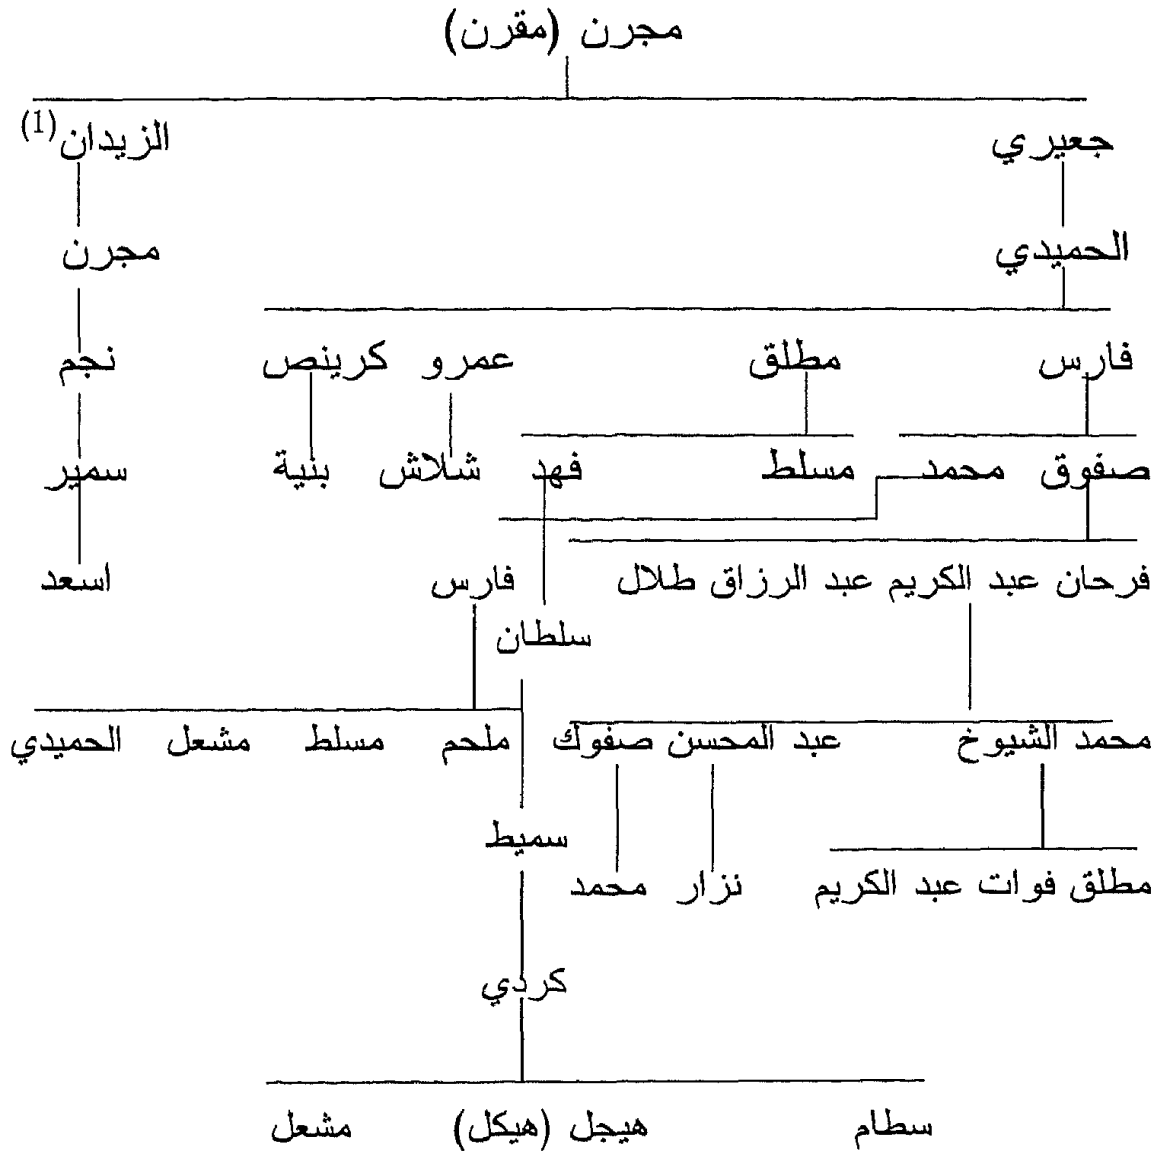 مجرن (مقرن)
جعيري الزيدان(1)
الحميدي مجرن
فارس مطلق عمرو كرينص نجم
صفوق محمد مسلط فهد شلاش بنية سمير
فرحان عبد الكريم عبد الرزاق طلال فارس اسعد
سلطان
محمد الشيوخ عبد المحسن صفوك ملحم مسلط مشعل الحميدي
سميط
مطلق فوات عبد الكريم نزار محمد
كردي
سطام هيجل (هيكل) مشعل